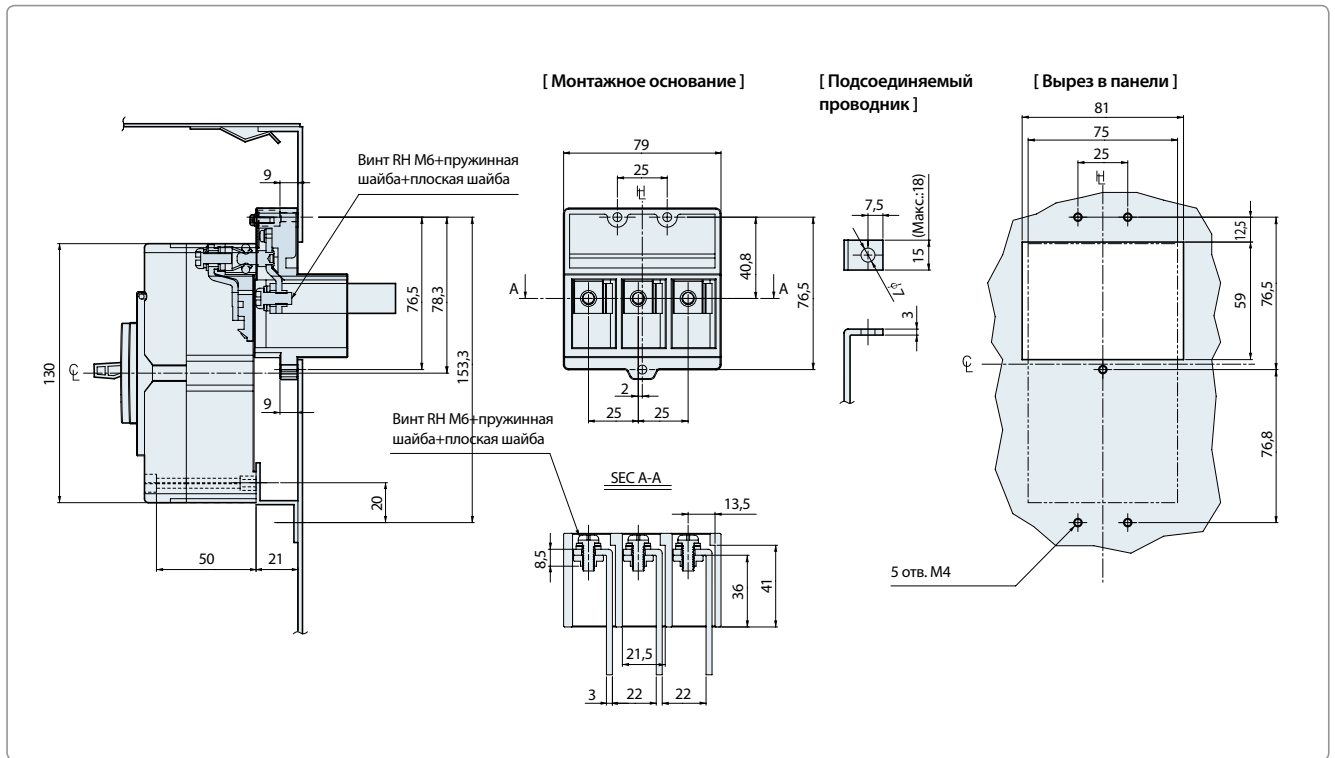 [ Монтажное основание ]
[ Подсоединяемый
проводник ]
[ Вырез в панели ]
Винт RH M6+пружинная
шайба+плоская шайба
9
130
℄
76,5
78,3
153,3
9
20
50
21
79
25
℄
A
A
40,8
76,5
2
25
25
Винт RH M6+пружинная
шайба+плоская шайба
SEC A-A
13,5
8,5
36
41
21,5
3
22
22
7,5
15 (Макс.:18)
φ7
3
81
75
25
℄
12,5
59
76,5
℄
76,8
5 отв. M4